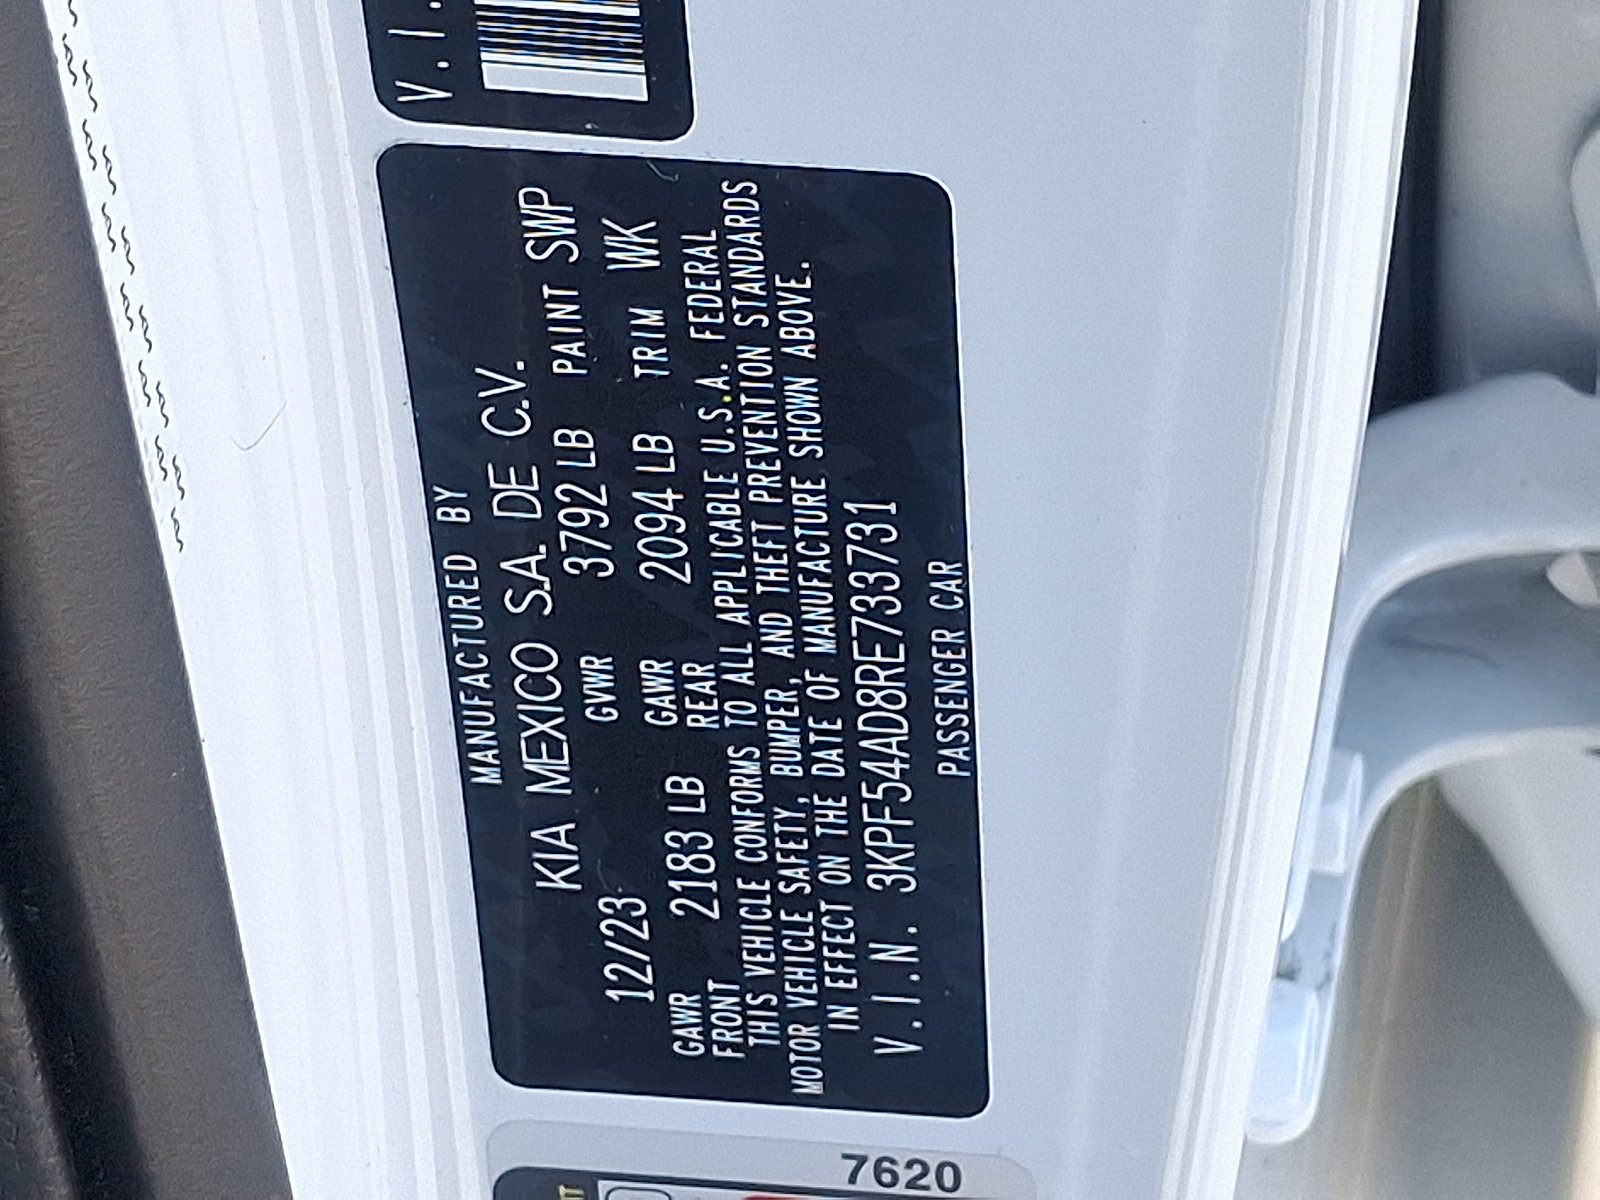 V.I.
MANUFACTURED BY
KIA MEXICO S.A. DE C.V.
12/23 GVWR 3792 LB PAINT SWP
GAWR FRONT 2183 LB GAWR REAR 2094 LB TRIM WK
THIS VEHICLE CONFORMS TO ALL APPLICABLE U.S.A. FEDERAL
MOTOR VEHICLE SAFETY, BUMPER, AND THEFT PREVENTION STANDARDS
IN EFFECT ON THE DATE OF MANUFACTURE SHOWN ABOVE.
V.I.N. 3KPF54AD8RE733731
PASSENGER CAR
7620